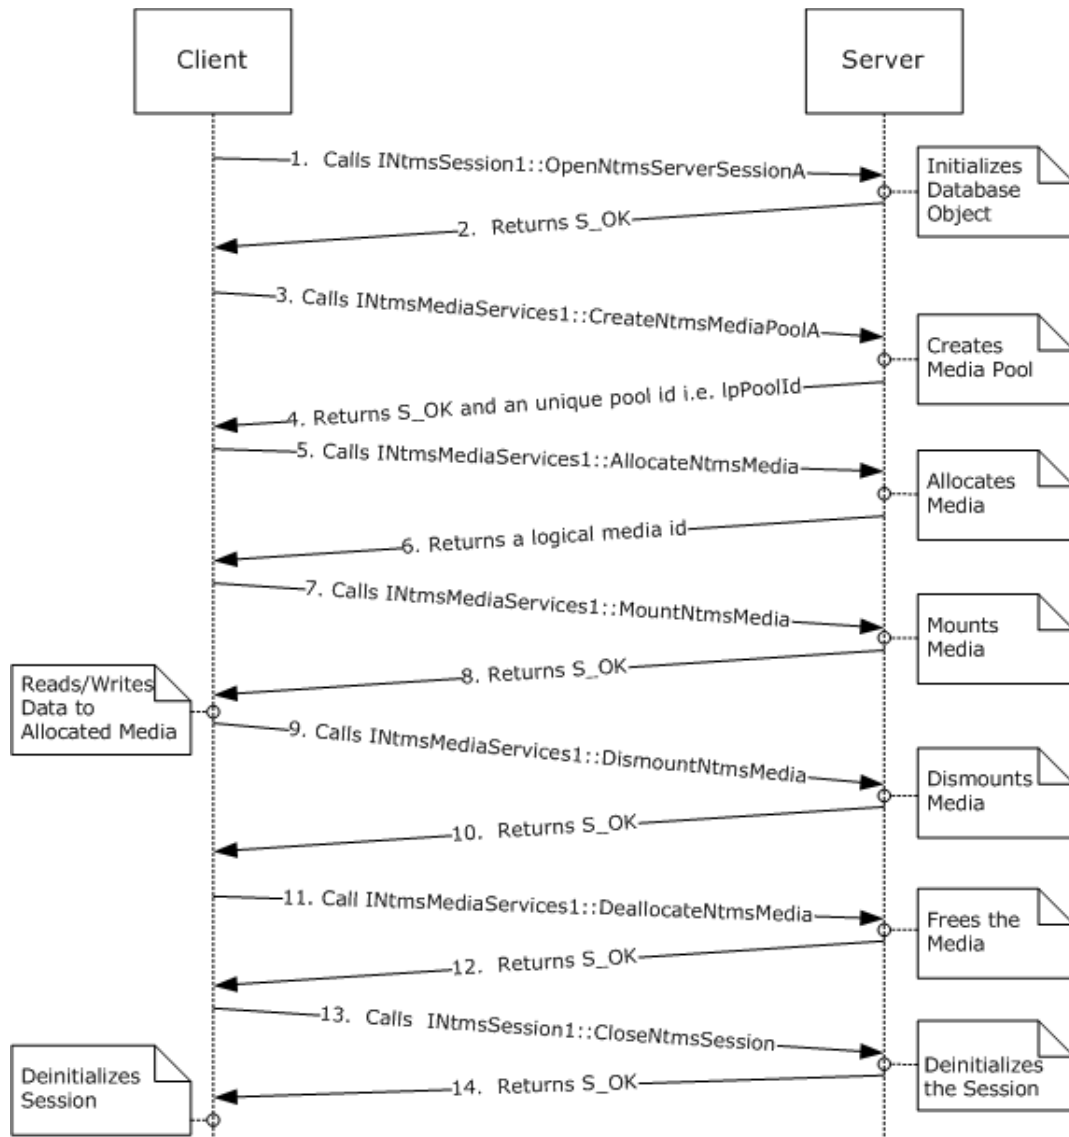 Client
Server
1.  Calls INtmsSession1::OpenNtmsServerSessionA
Initializes
Database
Object
2.  Returns S_OK
3. Calls INtmsMediaServices1::CreateNtmsMediaPoolA
Creates
Media Pool
4. Returns S_OK and an unique pool id i.e. lpPoolId
5. Calls INtmsMediaServices1::AllocateNtmsMedia
Allocates
Media
6. Returns a logical media id
7. Calls INtmsMediaServices1::MountNtmsMedia
Mounts
Media
8. Returns S_OK
Reads/Writes
Data to
Allocated Media
9. Calls INtmsMediaServices1::DismountNtmsMedia
Dismounts
Media
10.  Returns S_OK
11. Call INtmsMediaServices1::DeallocateNtmsMedia
Frees the
Media
12.  Returns S_OK
13.  Calls  INtmsSession1::CloseNtmsSession
Deinitializes
the Session
14.  Returns S_OK
Deinitializes
Session